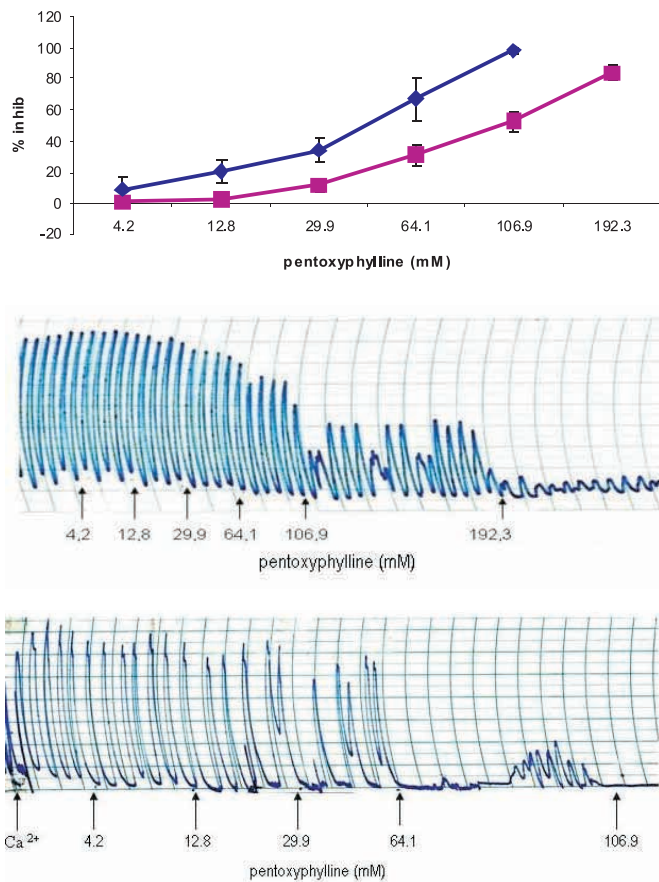 120
100
80
60
40
20
0
-20
% inhib
4.2 12.8 29.9 64.1 106.9 192.3
pentoxyphylline (mM)
4,2 12,8 29,9 64,1 106,9 192,3
pentoxyphylline (mM)
Ca 2+ 4.2 12.8 29.9 64.1 106.9
pentoxyphylline (mM)